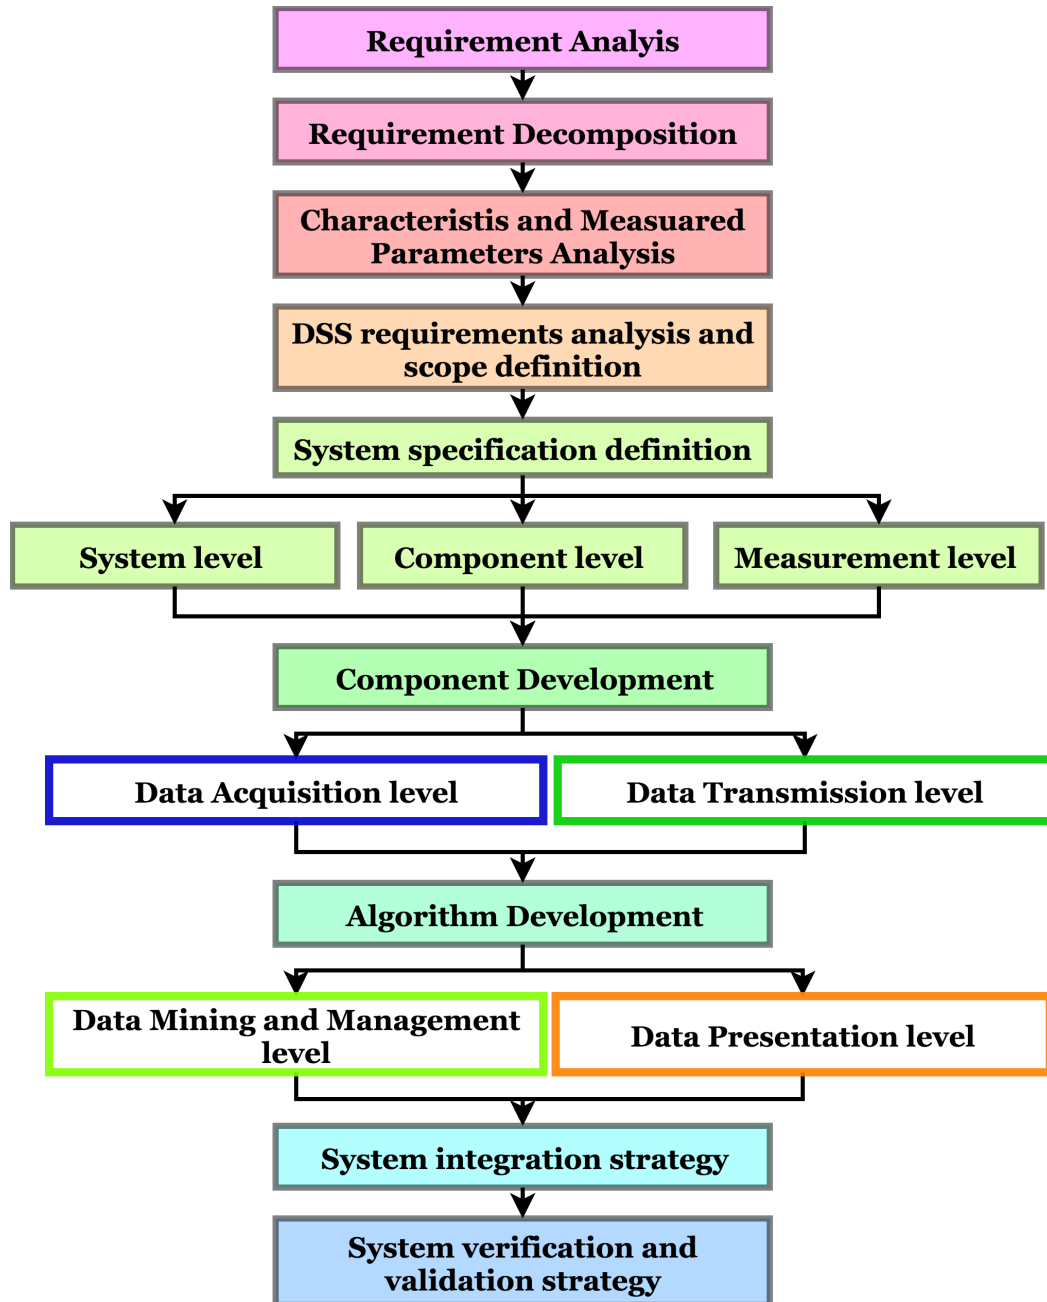 Requirement Analyis
Requirement Decomposition
Characteristis and Measuared
Parameters Analysis
DSS requirements analysis and
scope definition
System specification definition
System level
Component level
Measurement level
Component Development
Data Acquisition level
Data Transmission level
Algorithm Development
Data Mining and Management
level
Data Presentation level
System integration strategy
System verification and
validation strategy